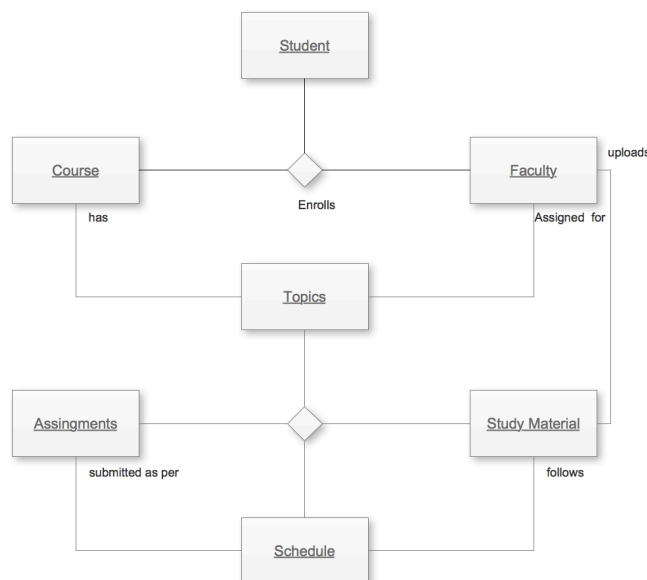 Student
Course
Faculty
uploads
Enrolls
has
Assigned for
Topics
Assingments
Study Material
submitted as per
follows
Schedule